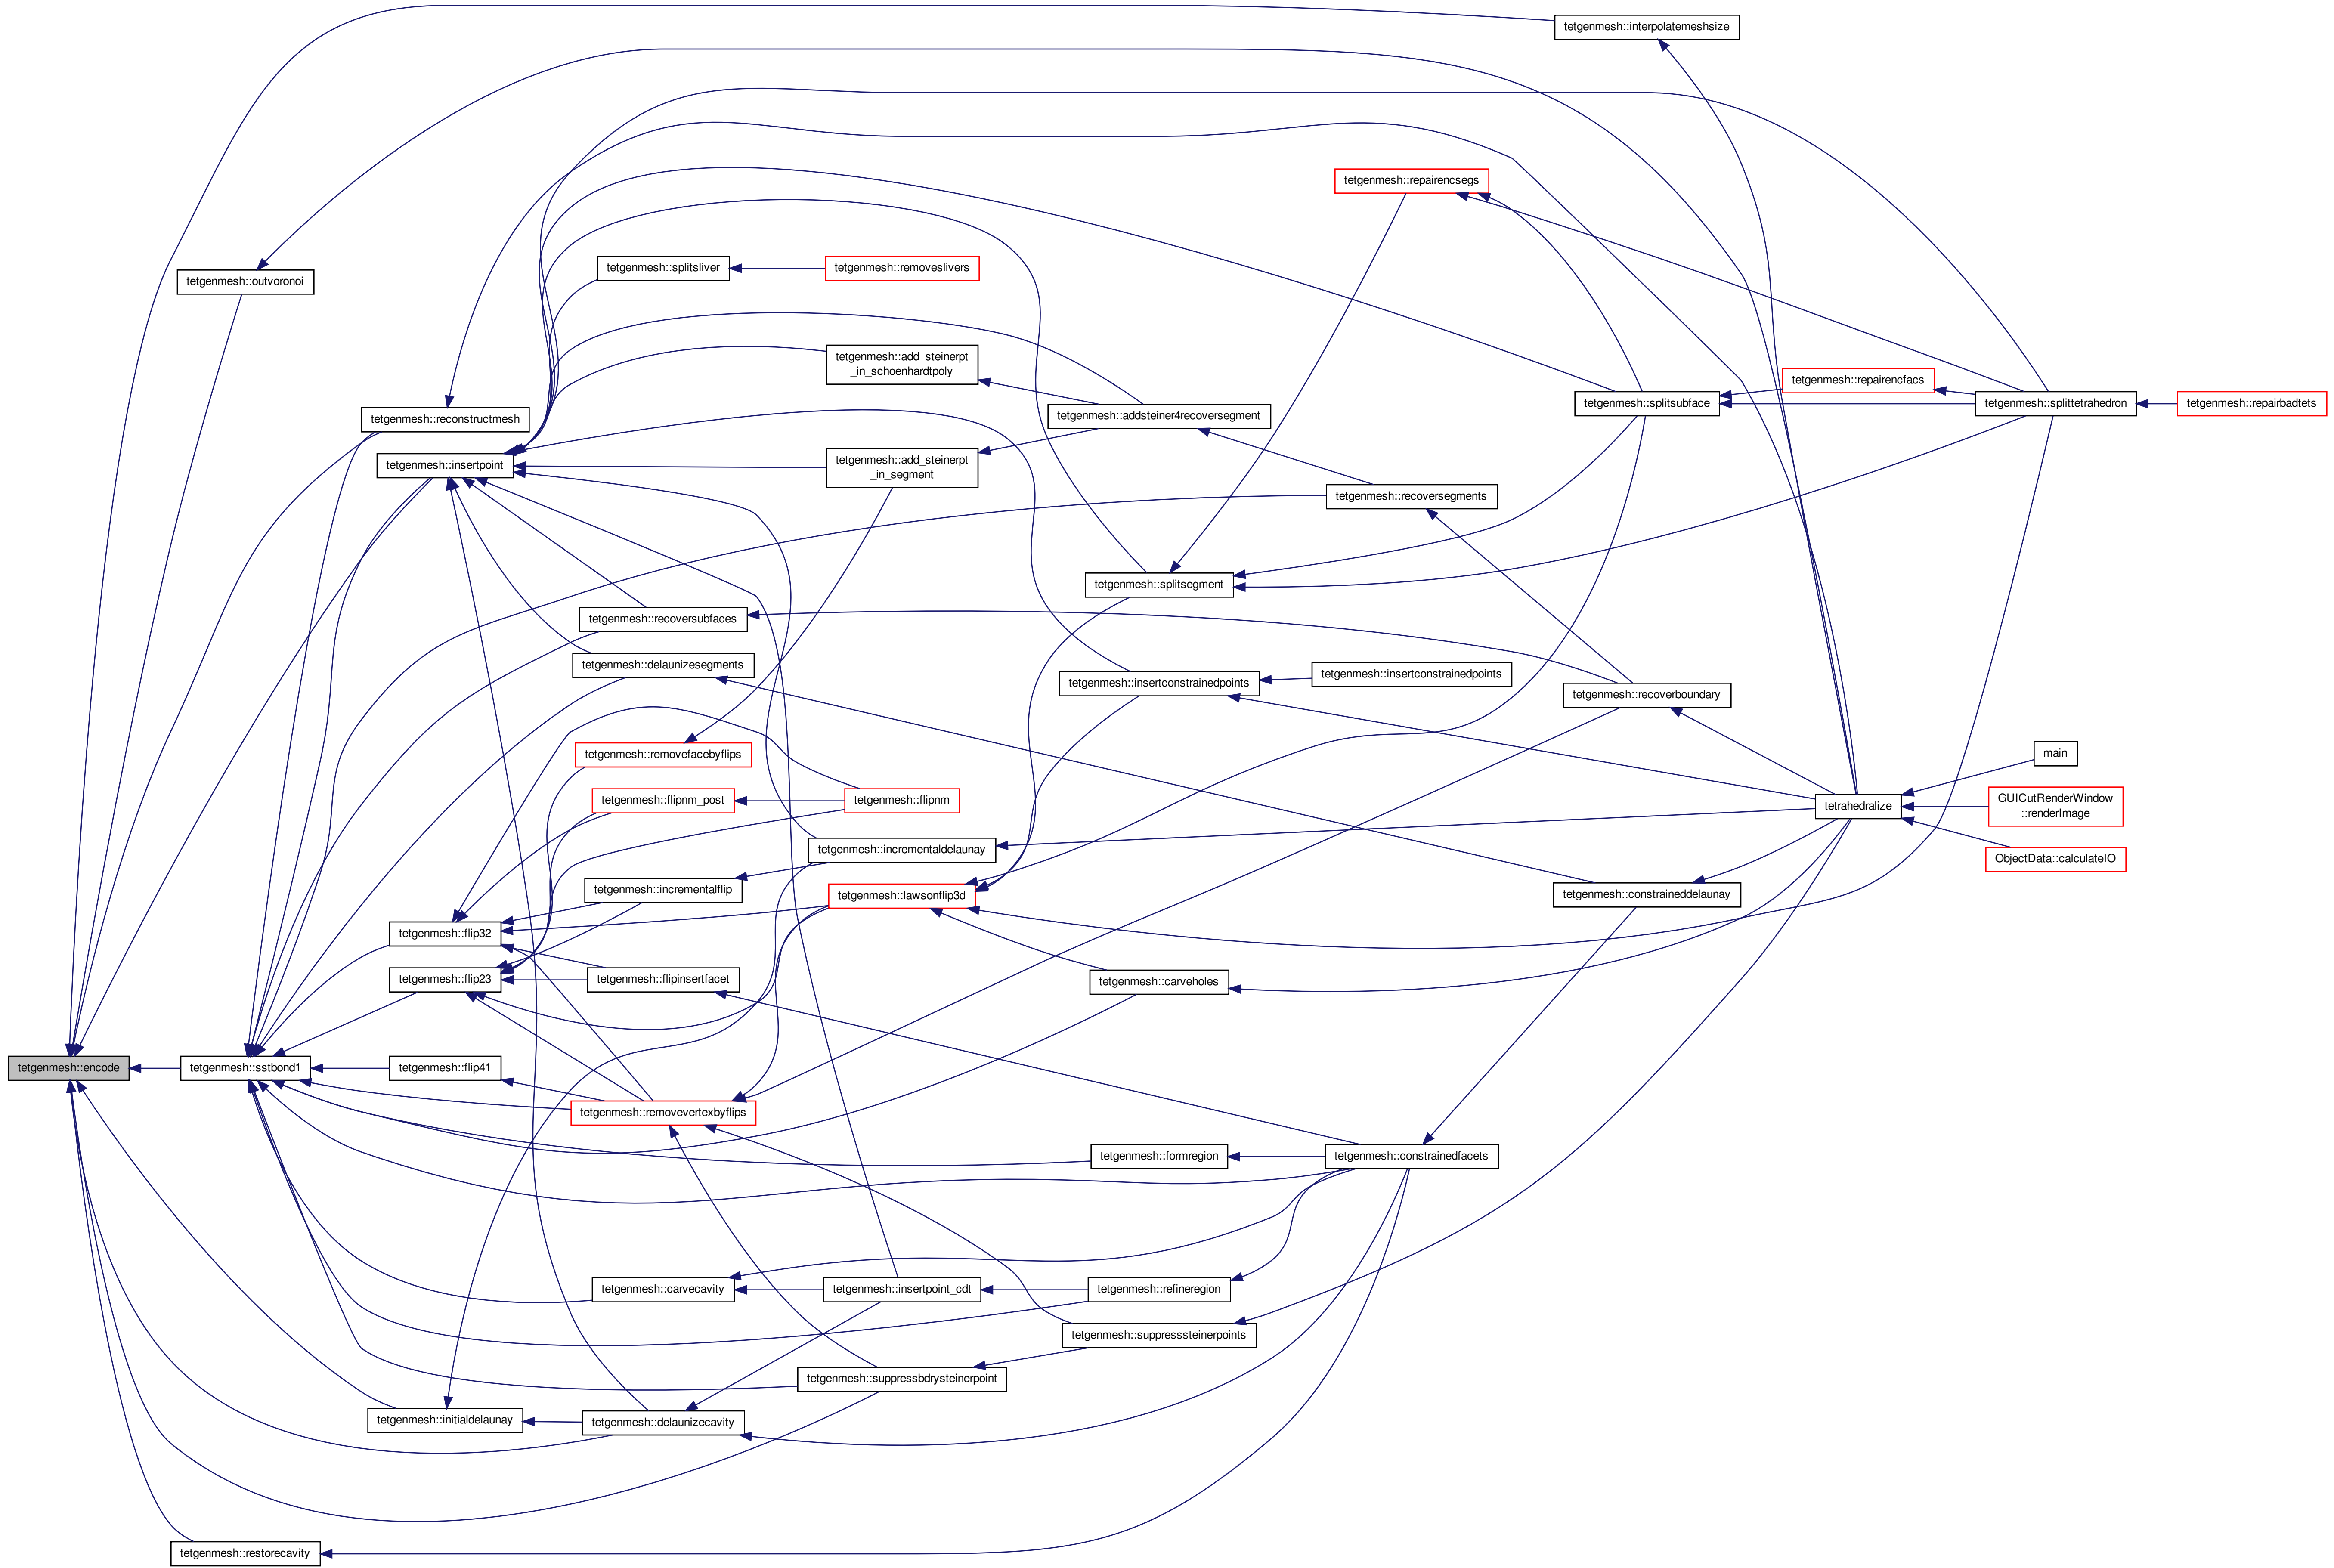 tetgenmesh::interpolatemeshsize
tetgenmesh::repairencsegs
tetgenmesh::splitsliver
tetgenmesh::removeslivers
tetgenmesh::outvoronoi
tetgenmesh::add_steinerpt
_in_schoenhardtpoly
tetgenmesh::repairencfacs
tetgenmesh::reconstructmesh
tetgenmesh::addsteiner4recoversegment
tetgenmesh::splitsubface
tetgenmesh::splittetrahedron
tetgenmesh::repairbadtets
tetgenmesh::insertpoint
tetgenmesh::add_steinerpt
_in_segment
tetgenmesh::recoversegments
tetgenmesh::splitsegment
tetgenmesh::recoversubfaces
tetgenmesh::delaunizesegments
tetgenmesh::insertconstrainedpoints
tetgenmesh::insertconstrainedpoints
tetgenmesh::recoverboundary
tetgenmesh::removefacebyflips
main
tetgenmesh::flipnm_post
tetgenmesh::flipnm
tetrahedralize
GUICutRenderWindow
::renderImage
tetgenmesh::incrementaldelaunay
ObjectData::calculateIO
tetgenmesh::incrementalflip
tetgenmesh::lawsonflip3d
tetgenmesh::constraineddelaunay
tetgenmesh::flip32
tetgenmesh::flip23
tetgenmesh::flipinsertfacet
tetgenmesh::carveholes
tetgenmesh::encode
tetgenmesh::sstbond1
tetgenmesh::flip41
tetgenmesh::removevertexbyflips
tetgenmesh::formregion
tetgenmesh::constrainedfacets
tetgenmesh::carvecavity
tetgenmesh::insertpoint_cdt
tetgenmesh::refineregion
tetgenmesh::suppresssteinerpoints
tetgenmesh::suppressbdrysteinerpoint
tetgenmesh::initialdelaunay
tetgenmesh::delaunizecavity
tetgenmesh::restorecavity